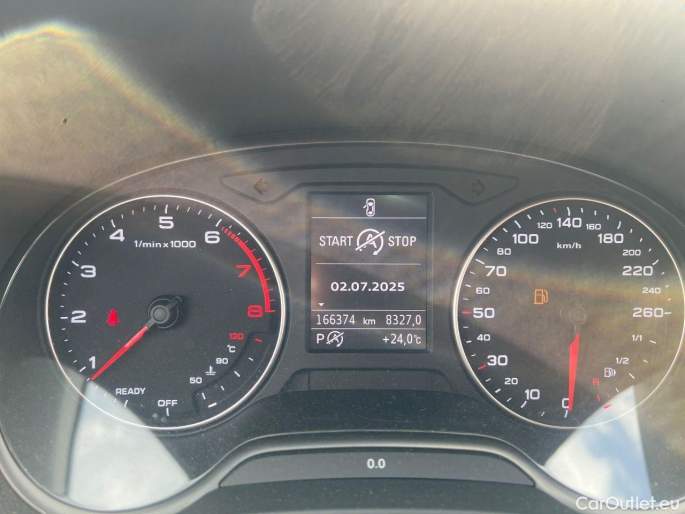 1/min x 1000
1 2 3 4 5 6 7 8
READY
OFF
50 90 120
°C
START STOP
02.07.2025
166374 km 8327,0
P +24,0°C
0.0
km/h
0 10 20 30 40 50 60 70 80 100 120 140 160 180 200 220 240 260
R 1/2 1/1
CarOutlet.eu